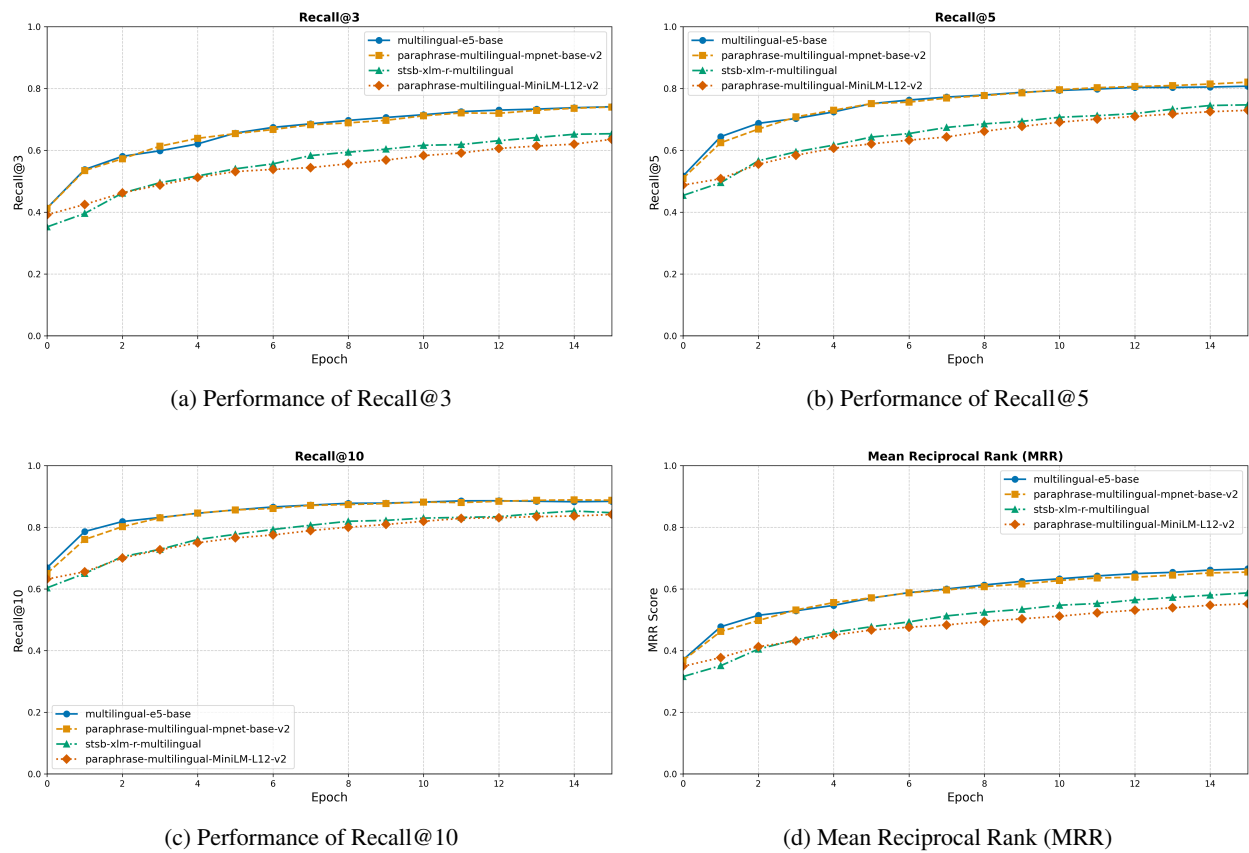 Recall@3
1.0
0.8
0.6
0.4
0.2
0.0
Recall@3
multilingual-e5-base
paraphrase-multilingual-mpnet-base-v2
stsb-xlm-r-multilingual
paraphrase-multilingual-MiniLM-L12-v2
0 2 4 6 8 10 12 14
Epoch
(a) Performance of Recall@3
Recall@5
1.0
0.8
0.6
0.4
0.2
0.0
Recall@5
multilingual-e5-base
paraphrase-multilingual-mpnet-base-v2
stsb-xlm-r-multilingual
paraphrase-multilingual-MiniLM-L12-v2
0 2 4 6 8 10 12 14
Epoch
(b) Performance of Recall@5
Recall@10
1.0
0.8
0.6
0.4
0.2
0.0
Recall@10
multilingual-e5-base
paraphrase-multilingual-mpnet-base-v2
stsb-xlm-r-multilingual
paraphrase-multilingual-MiniLM-L12-v2
0 2 4 6 8 10 12 14
Epoch
(c) Performance of Recall@10
Mean Reciprocal Rank (MRR)
1.0
0.8
0.6
0.4
0.2
0.0
MRR Score
multilingual-e5-base
paraphrase-multilingual-mpnet-base-v2
stsb-xlm-r-multilingual
paraphrase-multilingual-MiniLM-L12-v2
0 2 4 6 8 10 12 14
Epoch
(d) Mean Reciprocal Rank (MRR)